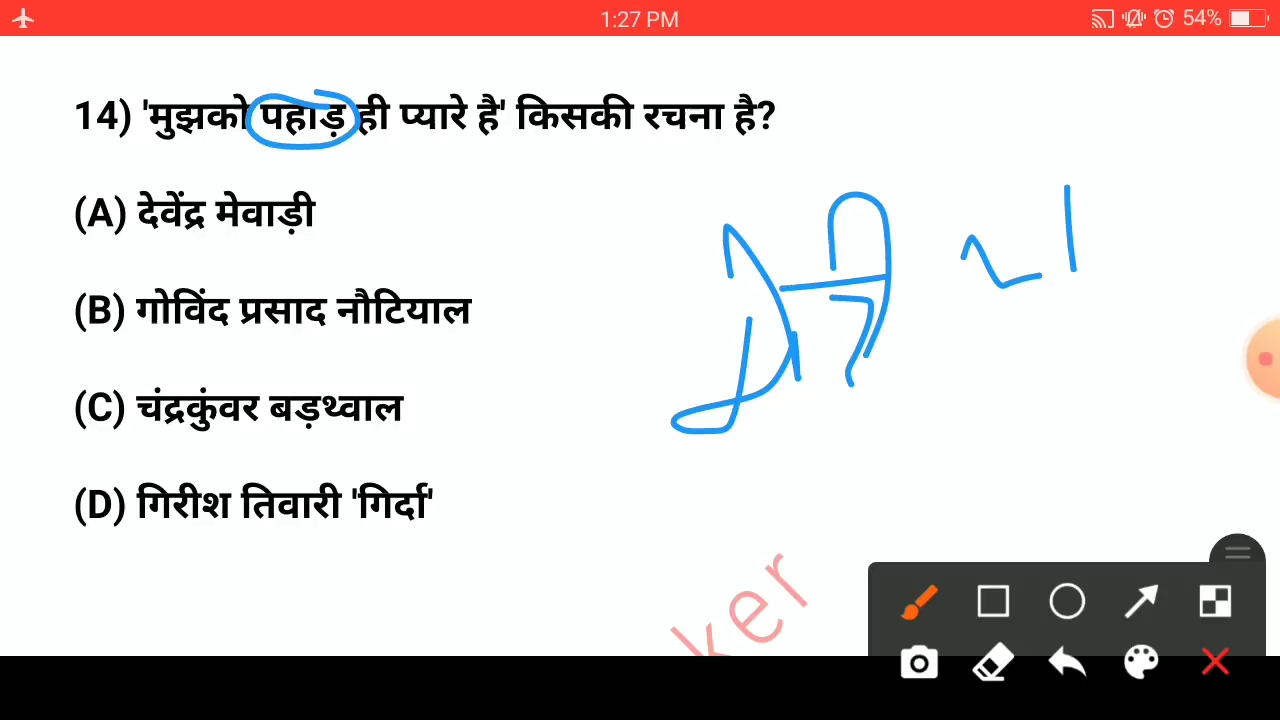 1:27 PM
54%
14) 'मुझको पहाड़ ही प्यारे है' किसकी रचना है?
(A) देवेंद्र मेवाड़ी
(B) गोविंद प्रसाद नौटियाल
(C) चंद्रकुंवर बड़थ्वाल
(D) गिरीश तिवारी 'गिर्दा'
ker